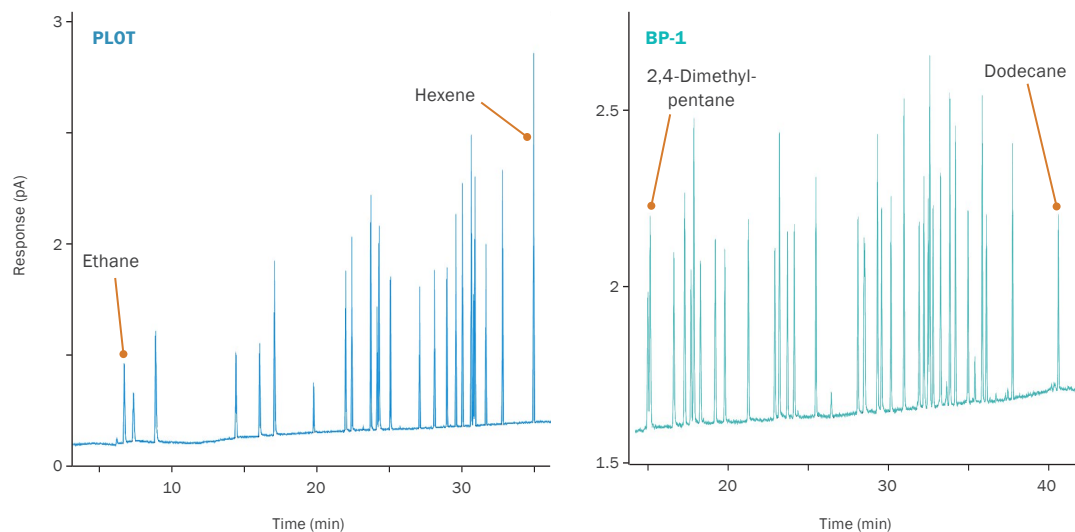 PLOT
3
2
0
Response (pA)
Hexene
Ethane
10
20
30
Time (min)
BP-1
2,4-Dimethyl-
pentane
Dodecane
2.5
2
1.5
20
30
40
Time (min)